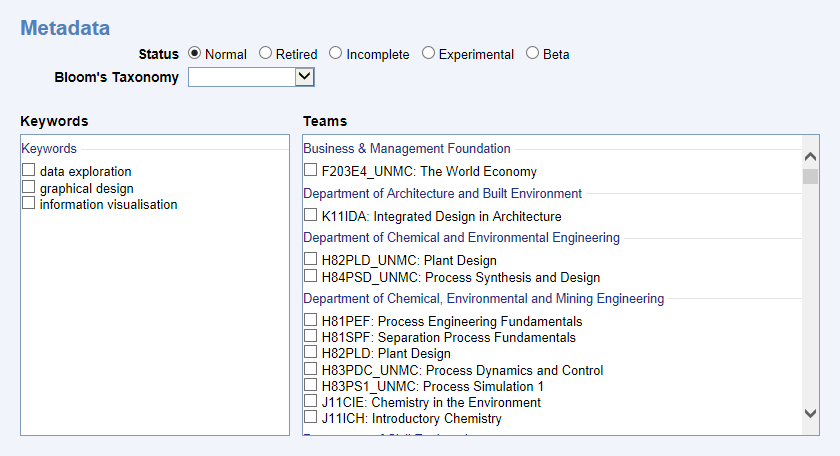 Metadata
Status Normal Retired Incomplete Experimental Beta
Bloom's Taxonomy
Keywords
Keywords
data exploration
graphical design
information visualisation
Teams
Business & Management Foundation
F203E4_UNMC: The World Economy
Department of Architecture and Built Environment
K11IDA: Integrated Design in Architecture
Department of Chemical and Environmental Engineering
H82PLD_UNMC: Plant Design
H84PSD_UNMC: Process Synthesis and Design
Department of Chemical, Environmental and Mining Engineering
H81PEF: Process Engineering Fundamentals
H81SPF: Separation Process Fundamentals
H82PLD: Plant Design
H83PDC_UNMC: Process Dynamics and Control
H83PS1_UNMC: Process Simulation 1
J11CIE: Chemistry in the Environment
J11ICH: Introductory Chemistry